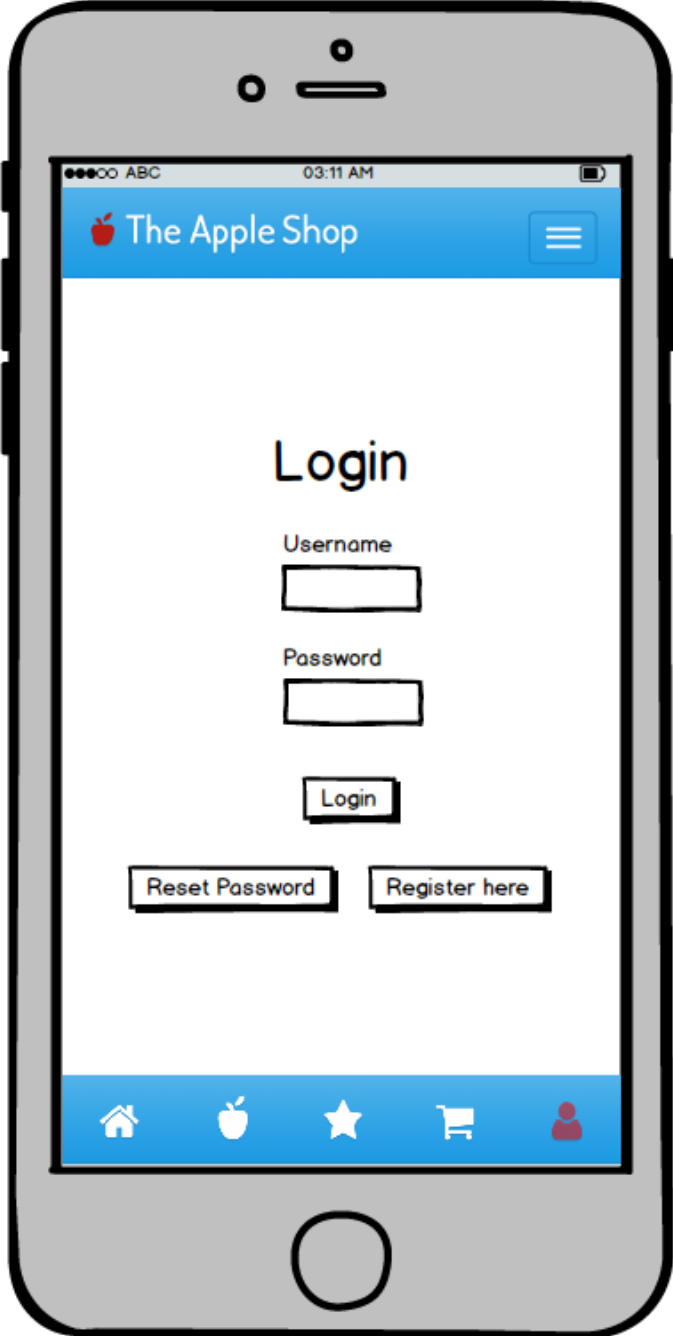 ABC 03:11 AM
The Apple Shop
Login
Username
Password
Login
Reset Password Register here